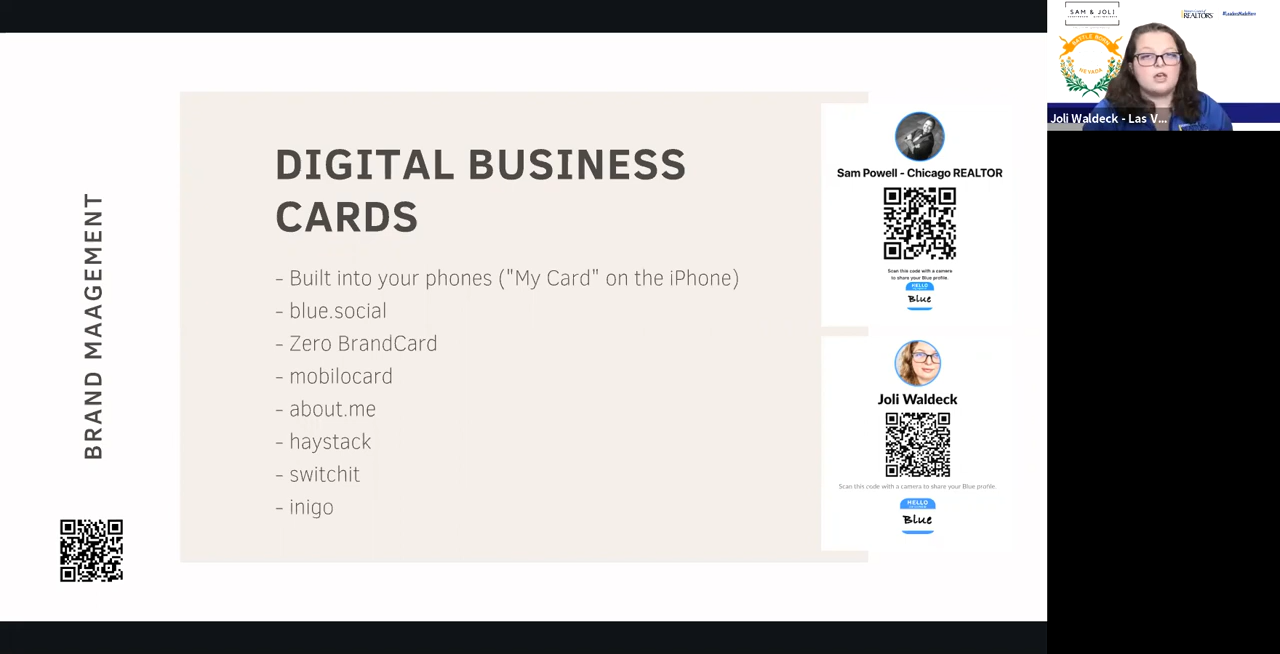 BRAND MAAGEMENT
DIGITAL BUSINESS
CARDS
- Built into your phones ("My Card" on the iPhone)
- blue.social
- Zero BrandCard
- mobilocard
- about.me
- haystack
- switchit
- inigo
Sam Powell - Chicago REALTOR
Scan this code with a camera
to share your Blue profile.
HELLO
Blue
Joli Waldeck
Scan this code with a camera to share your Blue profile.
HELLO
Blue
SAM & JOLI
REALTORS
BATTLE BORN
NEVADA
Joli Waldeck - Las V...